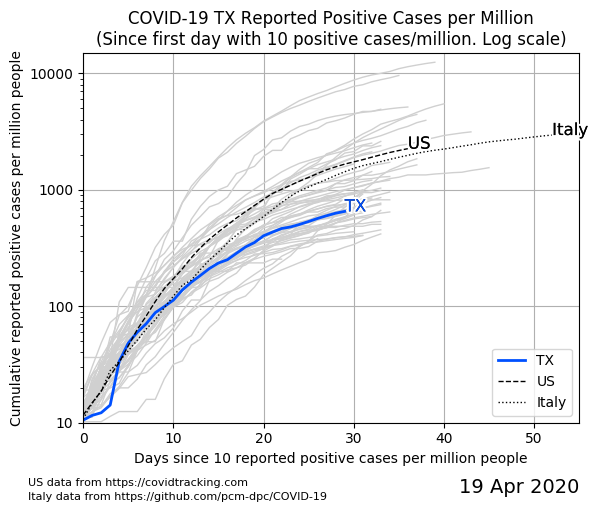 COVID-19 TX Reported Positive Cases per Million
(Since first day with 10 positive cases/million. Log scale)
Cumulative reported positive cases per million people
10000
1000
100
10
US
Italy
TX
TX
US
Italy
0 10 20 30 40 50
Days since 10 reported positive cases per million people
US data from https://covidtracking.com
Italy data from https://github.com/pcm-dpc/COVID-19
19 Apr 2020